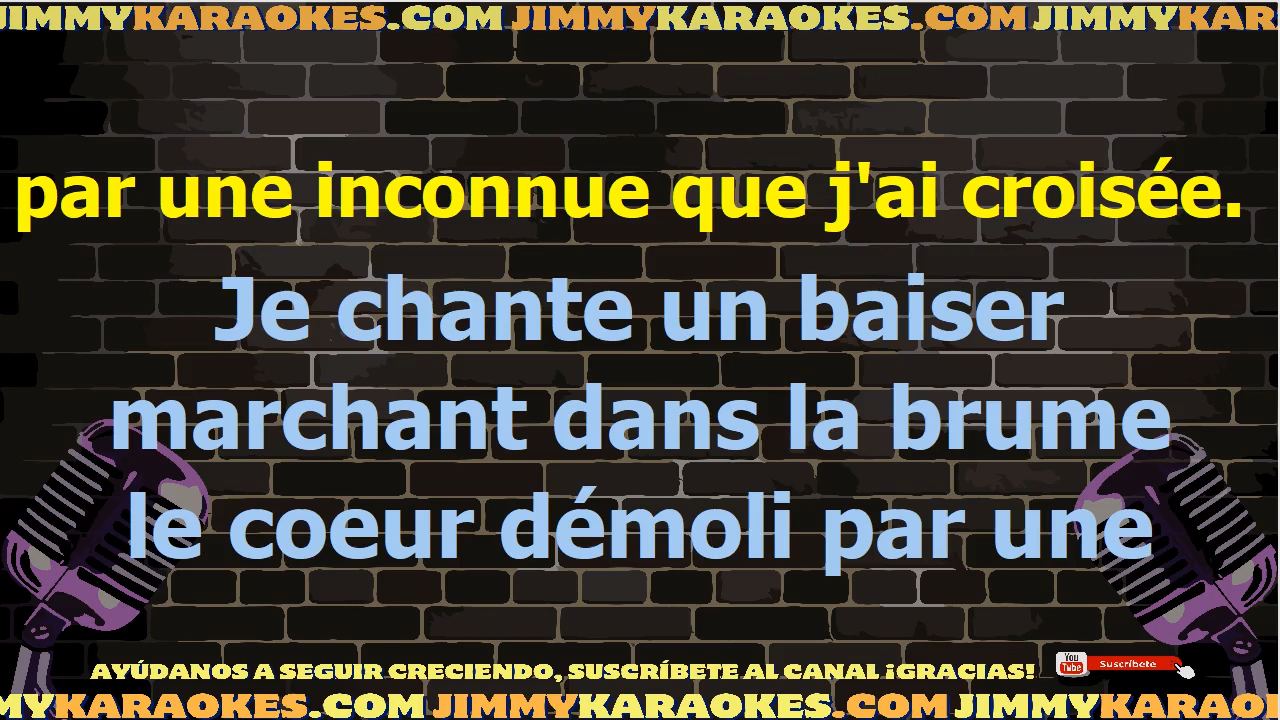 JIMMYKARAOKES.COM JIMMYKARAOKES.COM JIMMYKAR
par une inconnue que j'ai croisée.
Je chante un baiser
marchant dans la brume
le coeur démoli par une
AYÚDANOS A SEGUIR CRECIENDO, SUSCRÍBETE AL CANAL ¡GRACIAS!
You Tube Suscríbete
MYKARAOKES.COM JIMMYKARAOKES.COM JIMMYKARAOI